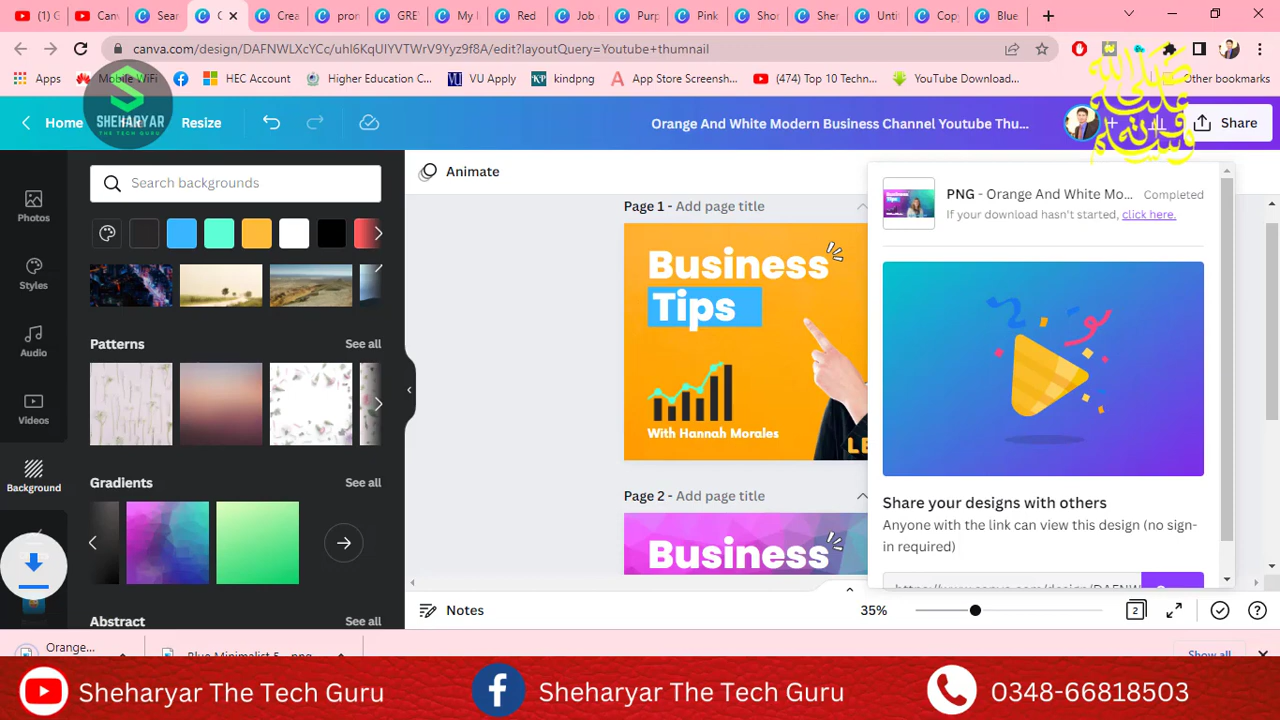 Sear
C
Crea
pron
GRE
My l
Red
Job
Purp
Pink
Shor
Sher
Unti
Cop
Blue
canva.com/design/DAFNWLXcYCc/uhI6KqUIYVTWrV9Yyz9f8A/edit?layoutQuery=Youtube+thumnail
Apps
Mobile WiFi
HEC Account
Higher Education C...
VU Apply
kindpng
App Store Screensh...
(474) Top 10 Techn...
YouTube Download...
Other bookmarks
SHEHARYAR
THE TECH GURU
Home
Resize
Orange And White Modern Business Channel Youtube Thu...
Share
Search backgrounds
Animate
Photos
Styles
Audio
Videos
Background
Patterns
See all
Gradients
See all
Abstract
See all
Page 1 - Add page title
Business
Tips
With Hannah Morales
LE
Page 2 - Add page title
Business
PNG - Orange And White Mo...
Completed
If your download hasn't started, click here.
Share your designs with others
Anyone with the link can view this design (no sign-
in required)
Notes
35%
2
Orange...
Show all
Sheharyar The Tech Guru
Sheharyar The Tech Guru
0348-66818503